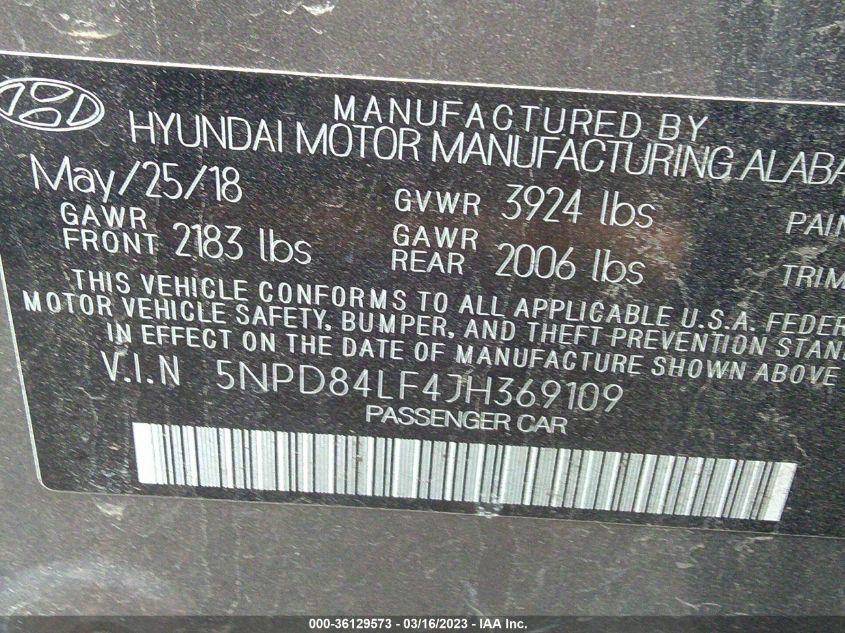 MANUFACTURED BY
HYUNDAI MOTOR MANUFACTURING ALABA
May/25/18 GVWR 3924 lbs PAIN
GAWR FRONT 2183 lbs GAWR REAR 2006 lbs TRIM
THIS VEHICLE CONFORMS TO ALL APPLICABLE U.S.A. FEDER
MOTOR VEHICLE SAFETY, BUMPER, AND THEFT PREVENTION STAN
IN EFFECT ON THE DATE OF MANUFACTURE SHOWN ABOVE
V.I.N 5NPD84LF4JH369109
PASSENGER CAR
000-36129573 - 03/16/2023 - IAA Inc.